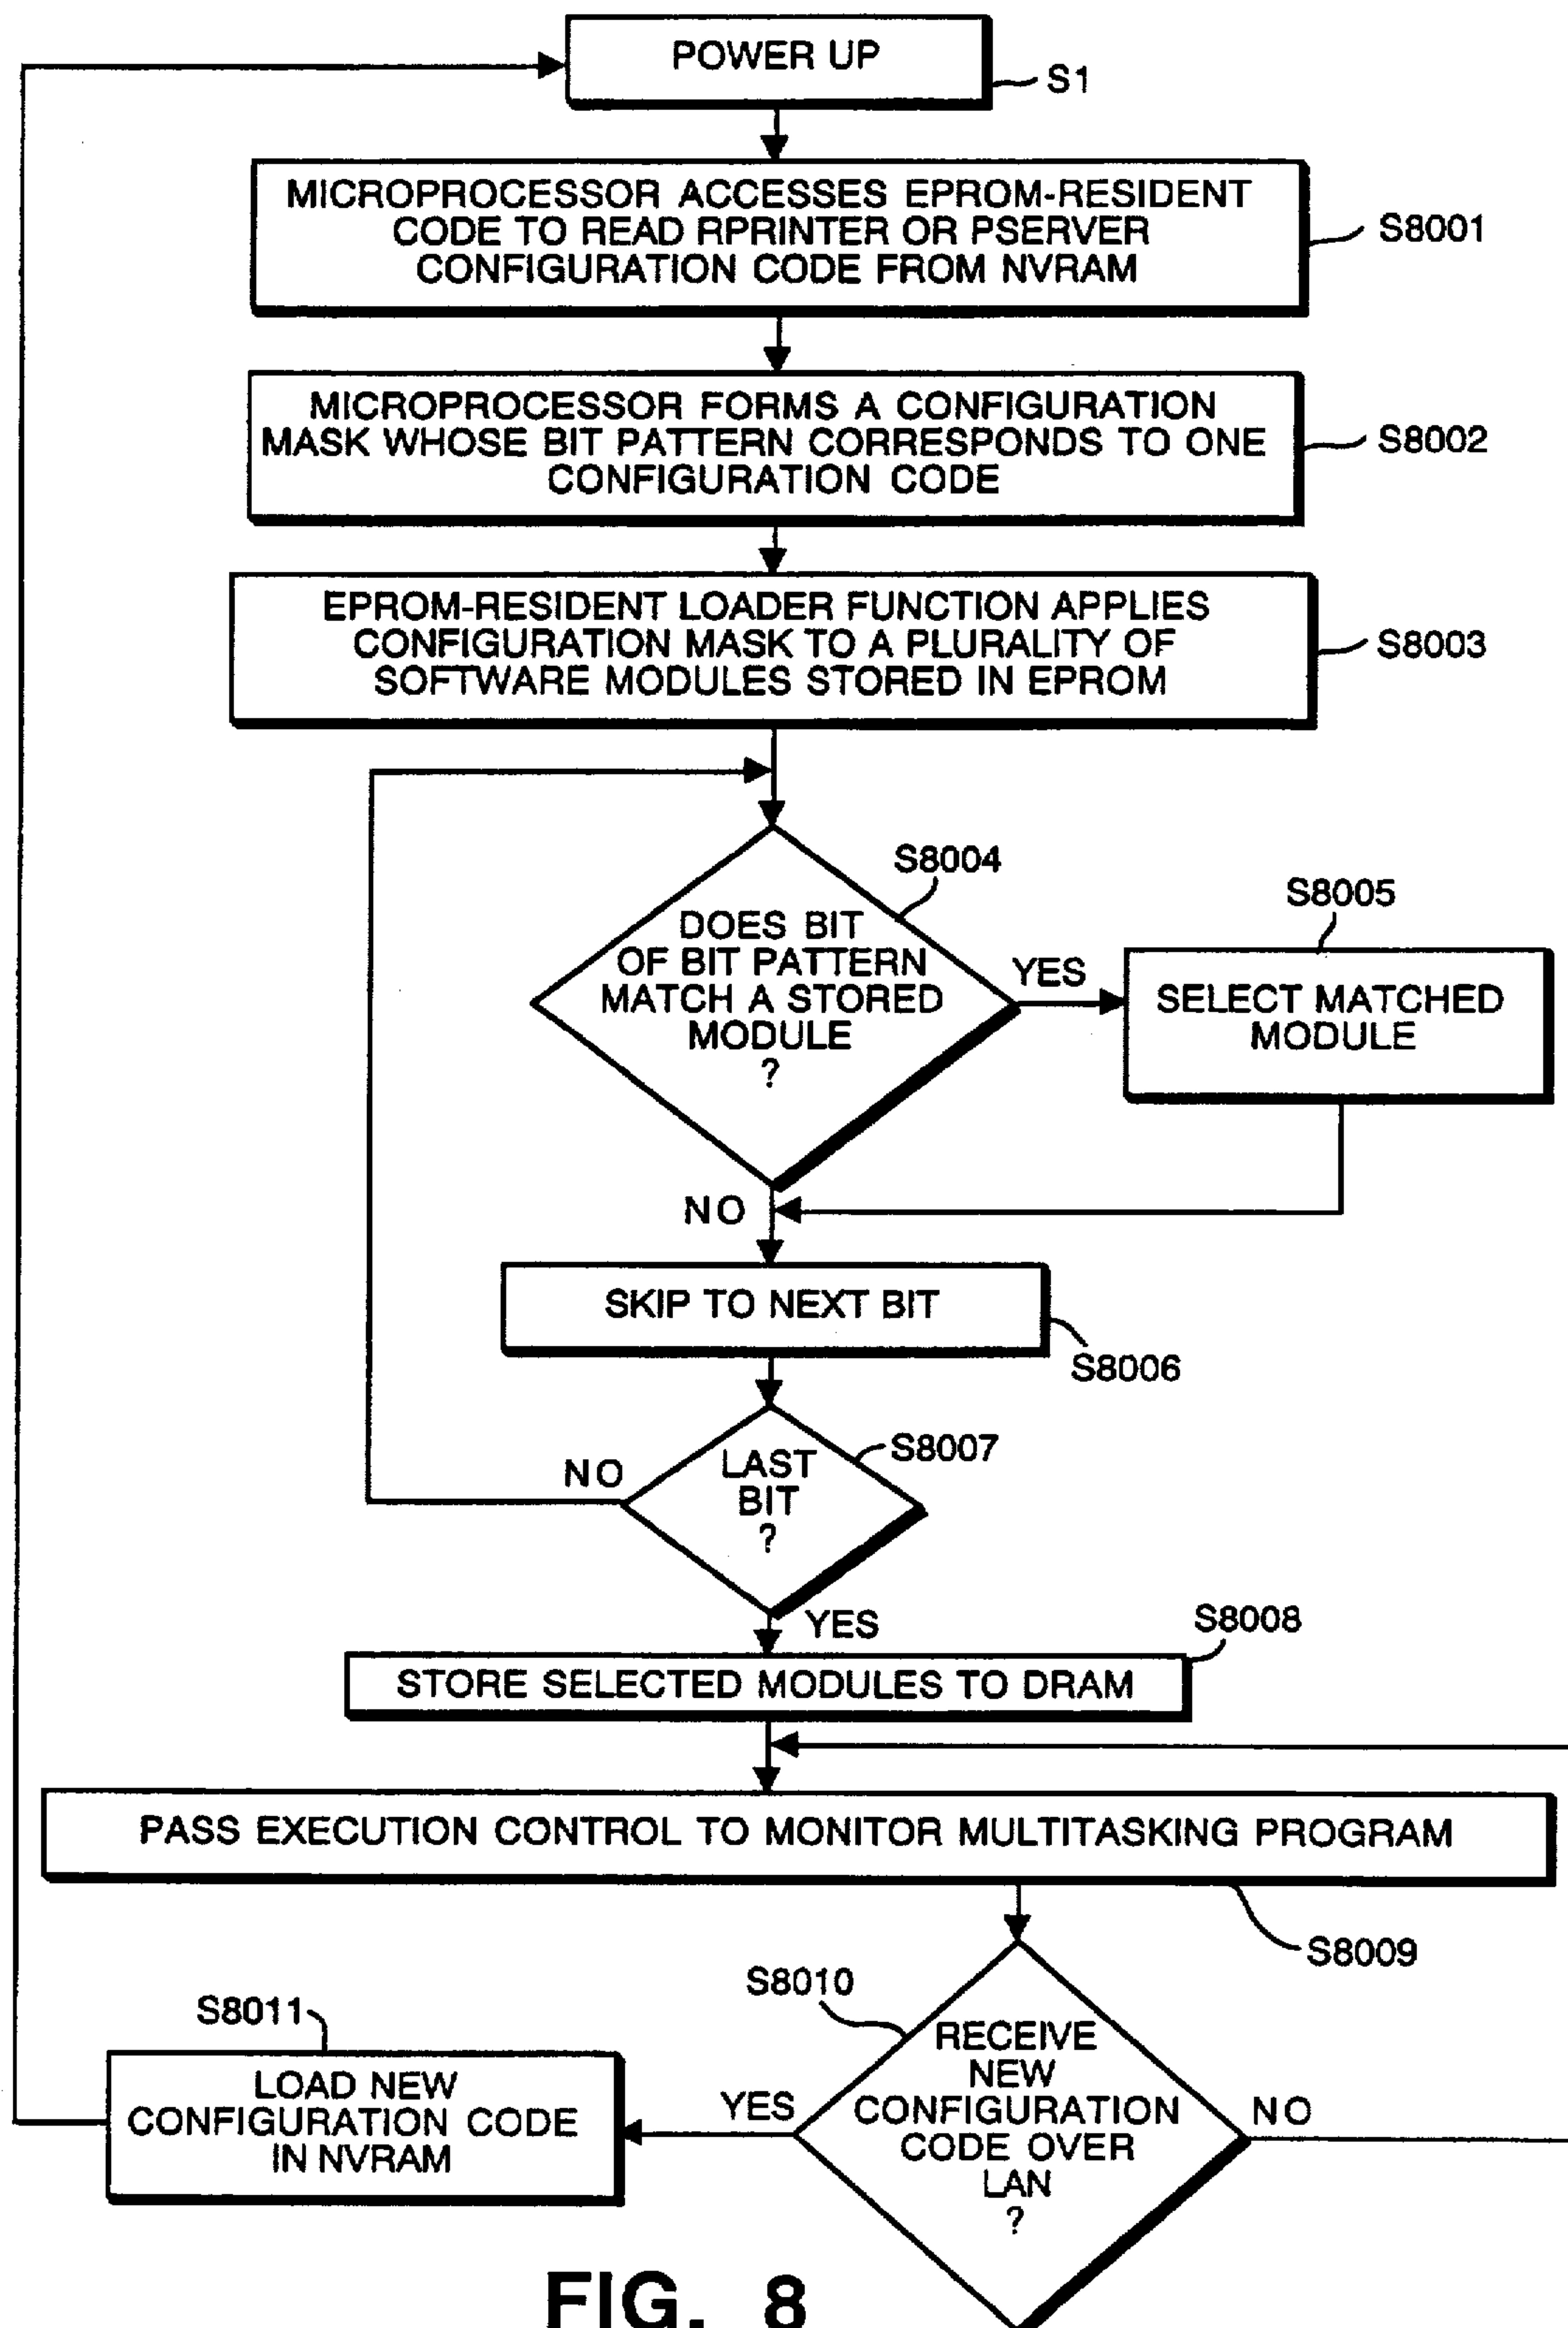 POWER UP
S1
MICROPROCESSOR ACCESSES EPROM-RESIDENT
CODE TO READ RPRINTER OR PSERVER
CONFIGURATION CODE FROM NVRAM
S8001
MICROPROCESSOR FORMS A CONFIGURATION
MASK WHOSE BIT PATTERN CORRESPONDS TO ONE
CONFIGURATION CODE
S8002
EPROM-RESIDENT LOADER FUNCTION APPLIES
CONFIGURATION MASK TO A PLURALITY OF
SOFTWARE MODULES STORED IN EPROM
S8003
S8004
DOES BIT
OF BIT PATTERN
MATCH A STORED
MODULE
?
YES
S8005
SELECT MATCHED
MODULE
NO
SKIP TO NEXT BIT
S8006
S8007
LAST
BIT
?
NO
YES
S8008
STORE SELECTED MODULES TO DRAM
PASS EXECUTION CONTROL TO MONITOR MULTITASKING PROGRAM
S8009
S8010
RECEIVE
NEW
CONFIGURATION
CODE OVER
LAN
?
YES
NO
S8011
LOAD NEW
CONFIGURATION CODE
IN NVRAM
FIG. 8